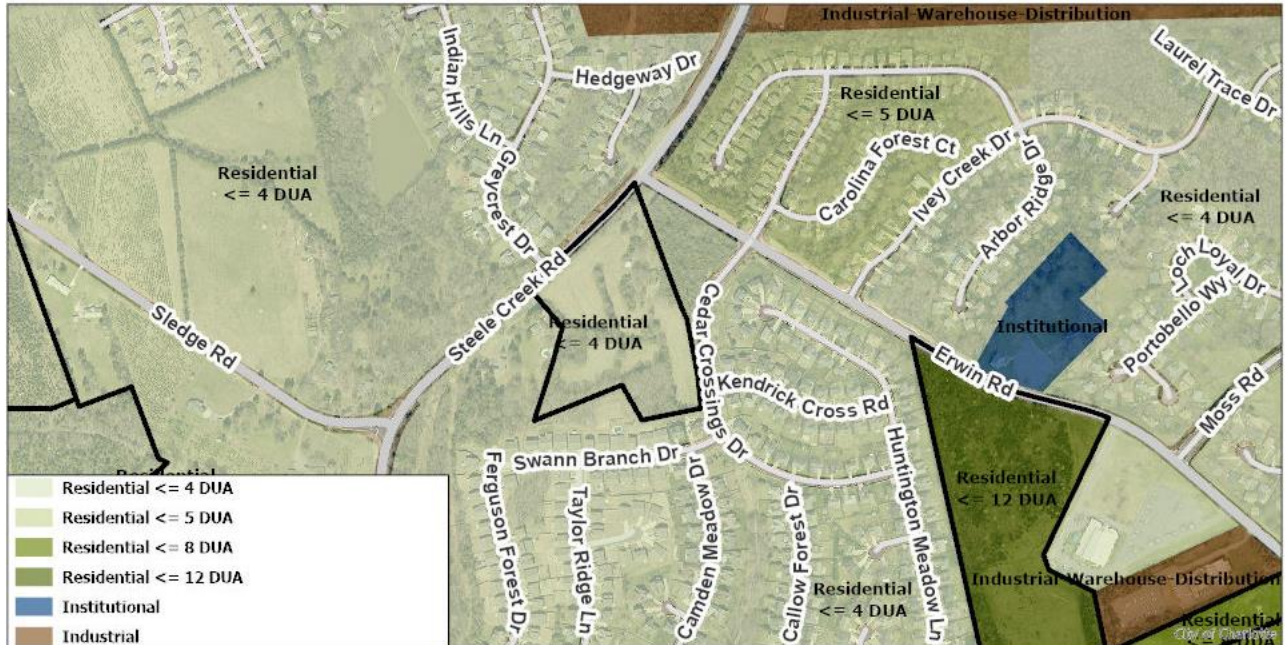 Industrial-Warehouse-Distribution
Laurel Trace Dr
Hedgeway Dr
Indian Hills Ln
Greycrest Dr
Residential
<= 5 DUA
Carolina Forest Ct
Ivey Creek Dr
Arbor Ridge Dr
Residential
<= 4 DUA
Residential
<= 4 DUA
Loch Loyal Dr
Portobello Wy
Sledge Rd
Steele Creek Rd
Residential
<= 4 DUA
Cedar Crossings Dr
Institutional
Erwin Rd
Moss Rd
Kendrick Cross Rd
Huntington Meadow Ln
Swann Branch Dr
Ferguson Forest Dr
Taylor Ridge Ln
Camden Meadow Dr
Callow Forest Dr
Residential
<= 12 DUA
Residential
<= 4 DUA
Industrial-Warehouse-Distribution
Residential
Residential
City of Charlotte
Residential <= 4 DUA
Residential <= 5 DUA
Residential <= 8 DUA
Residential <= 12 DUA
Institutional
Industrial